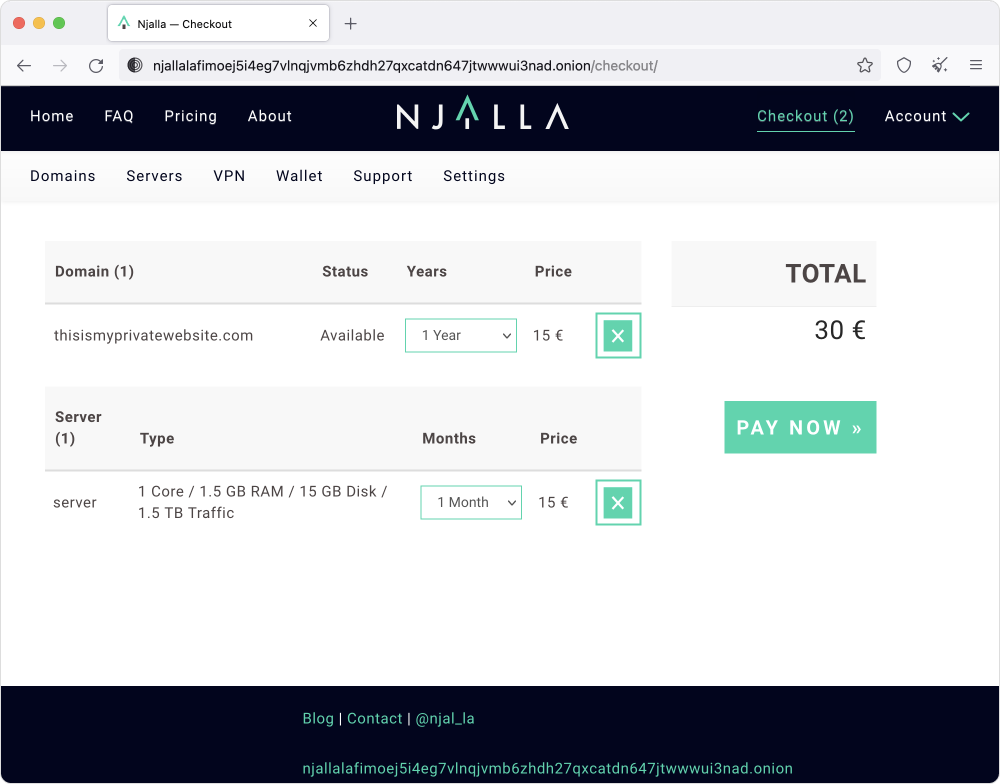 Njalla — Checkout
njallalafimoej5i4eg7vlnqjvmb6zhdh27qxcatdn647jtwwwui3nad.onion/checkout/
Home FAQ Pricing About NJALLA Checkout (2) Account
Domains Servers VPN Wallet Support Settings
Domain (1) Status Years Price
thisismyprivatewebsite.com Available 1 Year 15 €
TOTAL
30 €
PAY NOW »
Server
(1) Type Months Price
server 1 Core / 1.5 GB RAM / 15 GB Disk /
1.5 TB Traffic 1 Month 15 €
Blog | Contact | @njal_la
njallalafimoej5i4eg7vlnqjvmb6zhdh27qxcatdn647jtwwwui3nad.onion